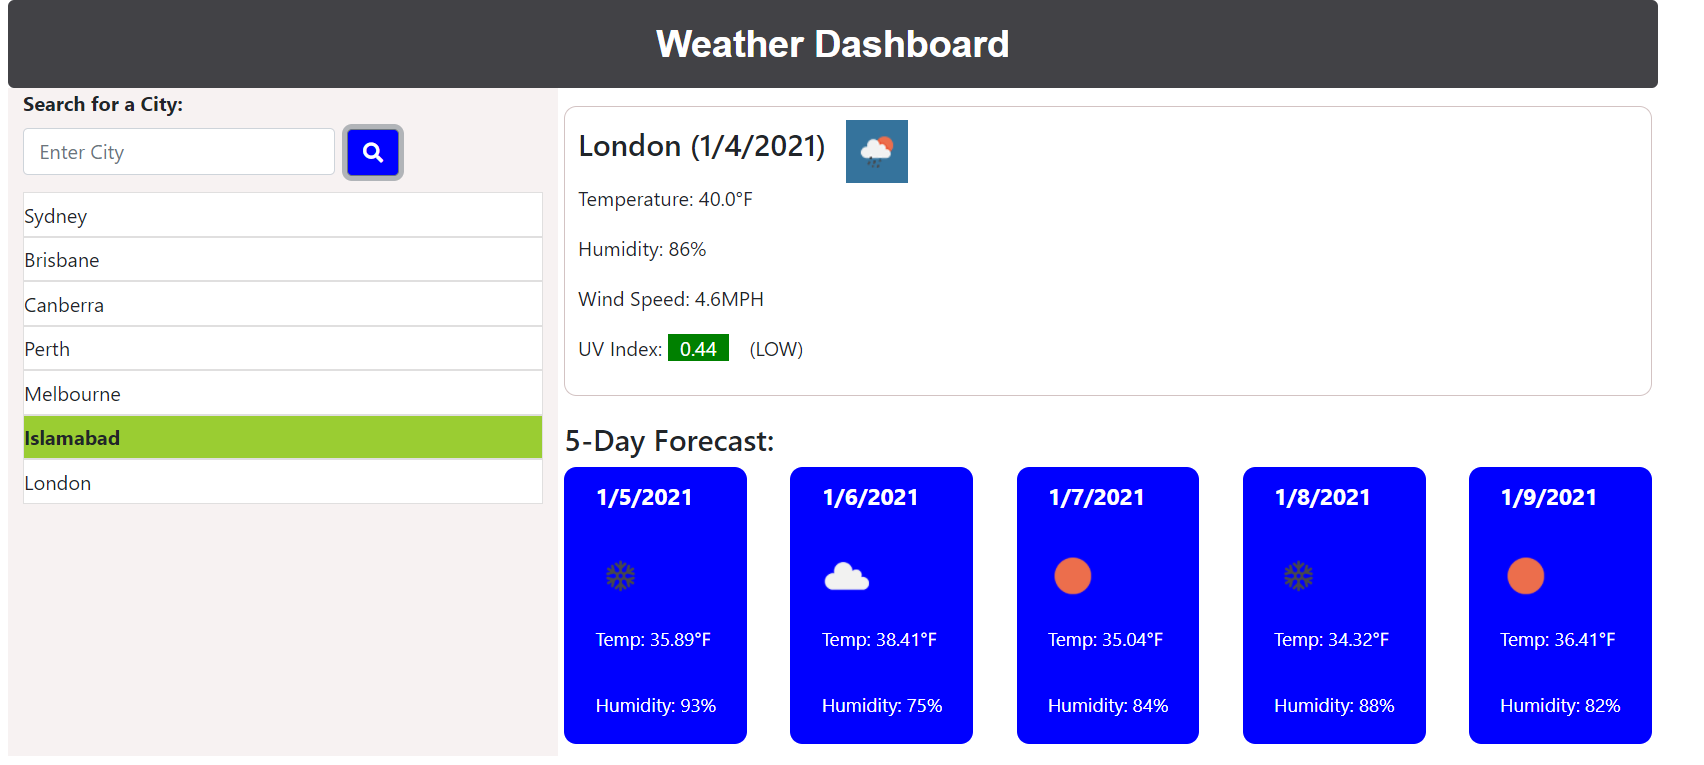 Weather Dashboard
Search for a City:
Enter City
Sydney
Brisbane
Canberra
Perth
Melbourne
Islamabad
London
London (1/4/2021)
Temperature: 40.0°F
Humidity: 86%
Wind Speed: 4.6MPH
UV Index: 0.44 (LOW)
5-Day Forecast:
1/5/2021
Temp: 35.89°F
Humidity: 93%
1/6/2021
Temp: 38.41°F
Humidity: 75%
1/7/2021
Temp: 35.04°F
Humidity: 84%
1/8/2021
Temp: 34.32°F
Humidity: 88%
1/9/2021
Temp: 36.41°F
Humidity: 82%